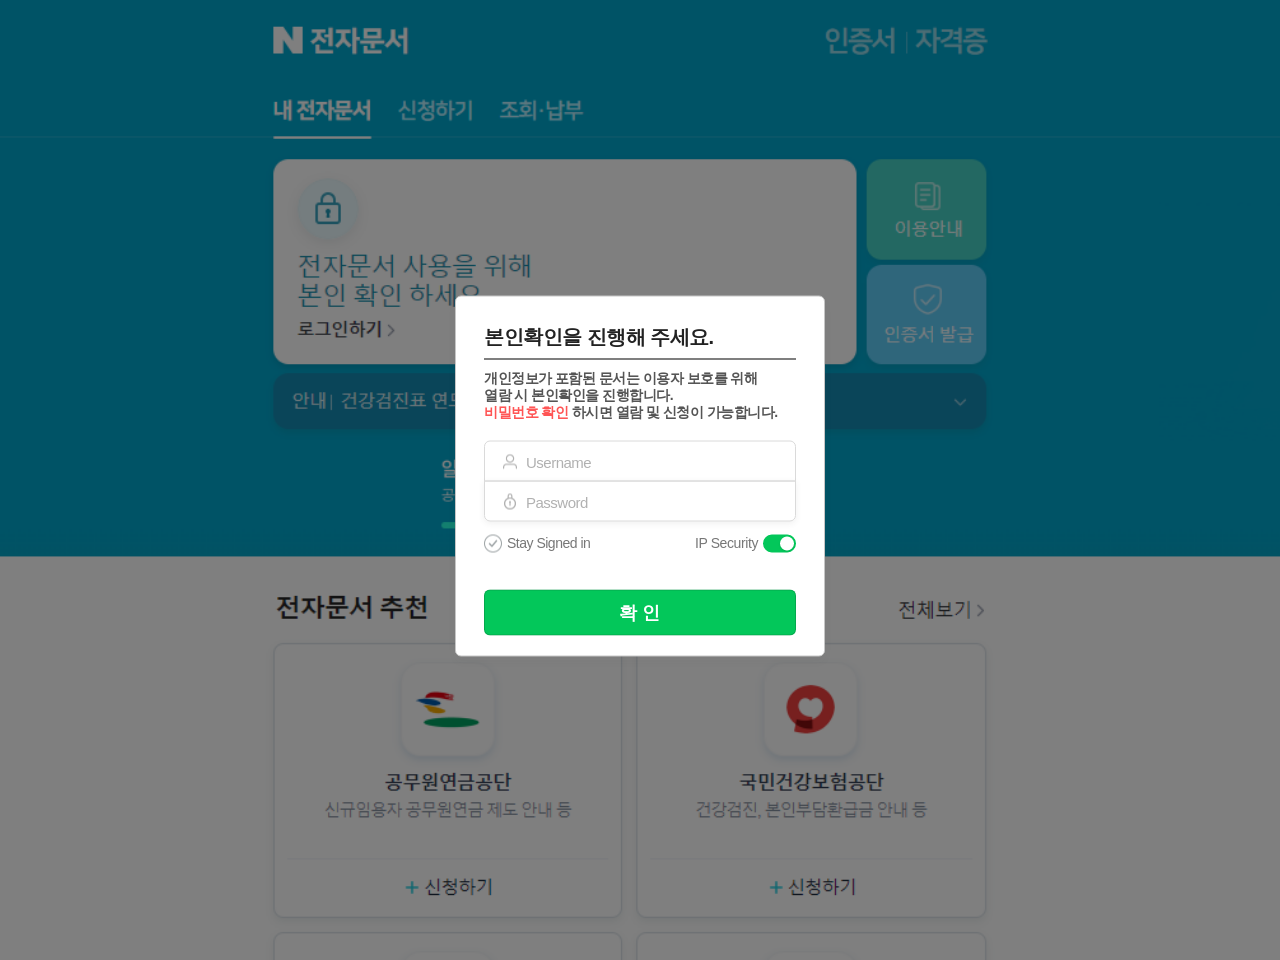 N 전자문서
인증서 | 자격증
내 전자문서 신청하기 조회·납부
전자문서 사용을 위해
본인 확인 하세요
로그인하기 >
이용안내
인증서 발급
안내 | 건강검진표
본인확인을 진행해 주세요.
개인정보가 포함된 문서는 이용자 보호를 위해
열람 시 본인확인을 진행합니다.
비밀번호 확인 하시면 열람 및 신청이 가능합니다.
Username
Password
Stay Signed in
IP Security
확 인
전자문서 추천
전체보기 >
공무원연금공단
신규임용자 공무원연금 제도 안내 등
+ 신청하기
국민건강보험공단
건강검진, 본인부담환급금 안내 등
+ 신청하기